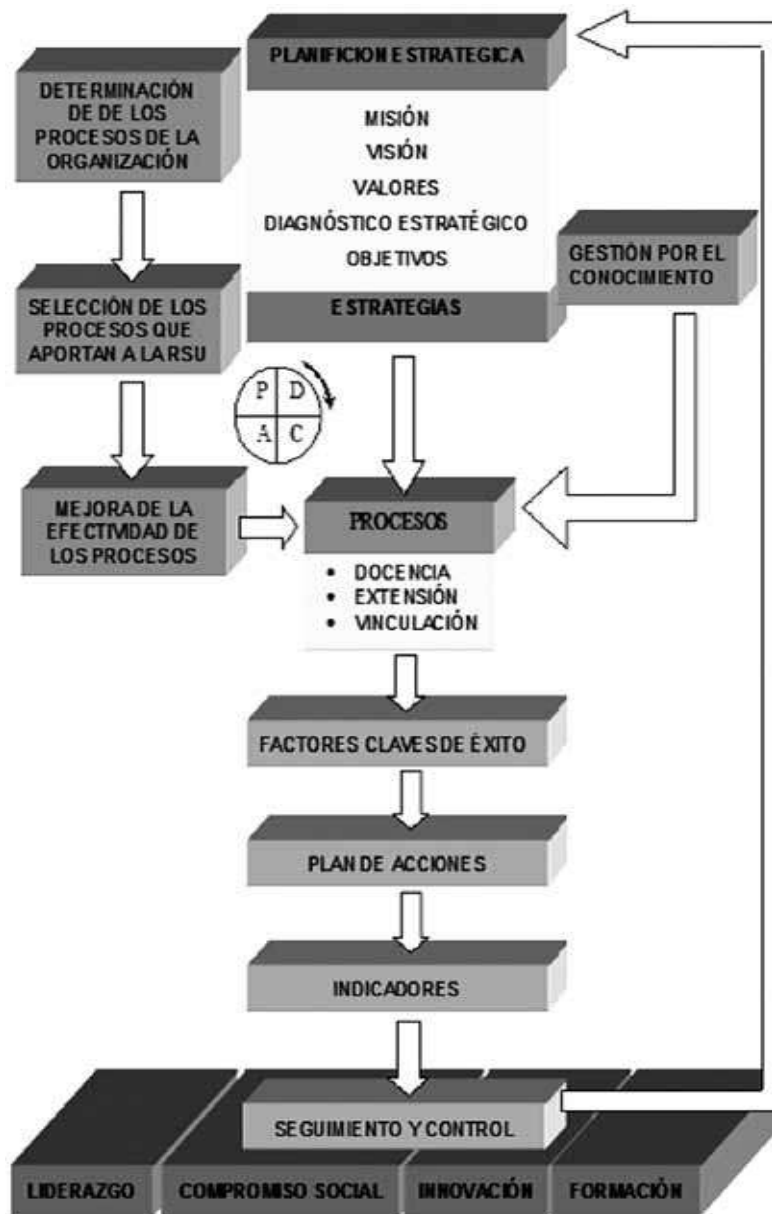 PLANIFICION ESTRATEGICA
MISIÓN
VISIÓN
VALORES
DIAGNÓSTICO ESTRATÉGICO
OBJETIVOS
ESTRATEGIAS
DETERMINACIÓN
DE DE LOS
PROCESOS DE LA
ORGANIZACIÓN
SELECCIÓN DE LOS
PROCESOS QUE
APORTAN A LA RSU
MEJORA DE LA
EFECTIVIDAD DE
LOS PROCESOS
GESTIÓN POR EL
CONOCIMIENTO
P D
A C
PROCESOS
• DOCENCIA
• EXTENSIÓN
• VINCULACIÓN
FACTORES CLAVES DE ÉXITO
PLAN DE ACCIONES
INDICADORES
SEGUIMIENTO Y CONTROL
LIDERAZGO
COMPROMISO SOCIAL
INNOVACIÓN
FORMACIÓN